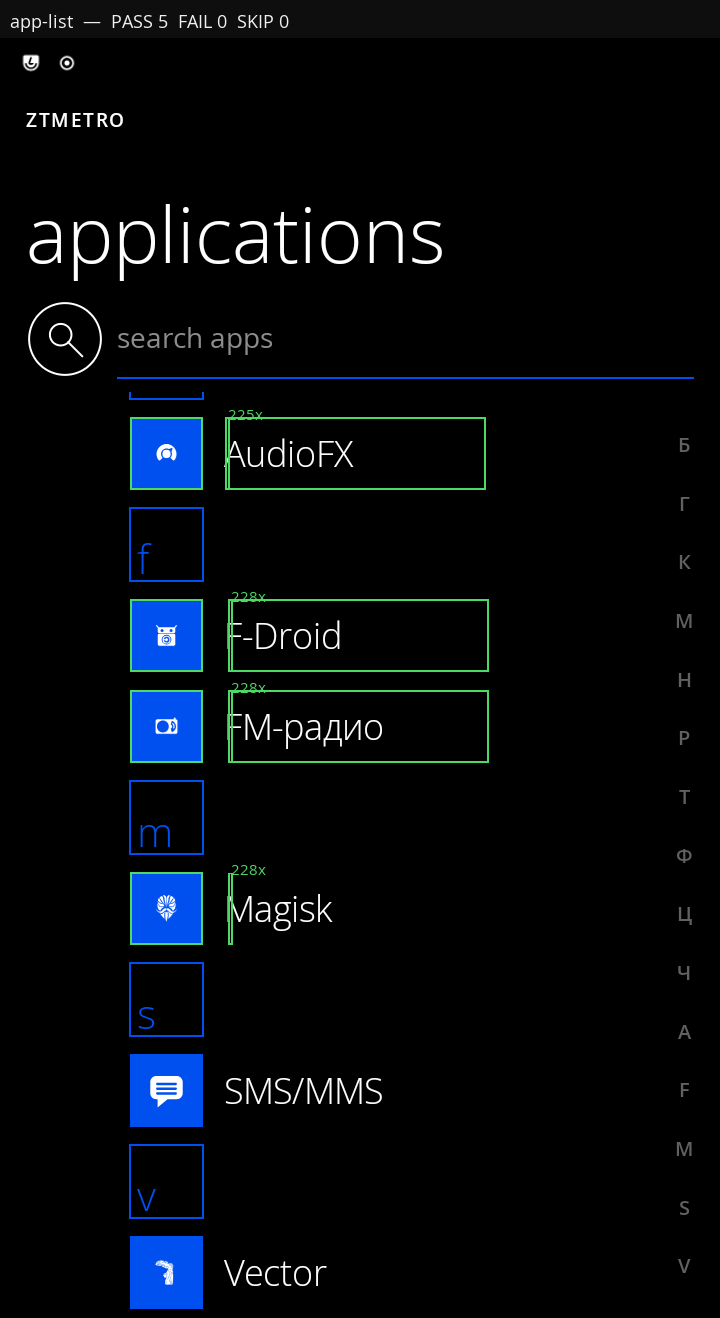 app-list — PASS 5 FAIL 0 SKIP 0
ZTMETRO
applications
search apps
225x
AudioFX
Б
Г
f
К
228x
F-Droid
М
228x
Н
FM-радио
Р
m
Т
Ф
228x
Magisk
Ц
s
Ч
А
SMS/MMS
F
M
v
S
Vector
V